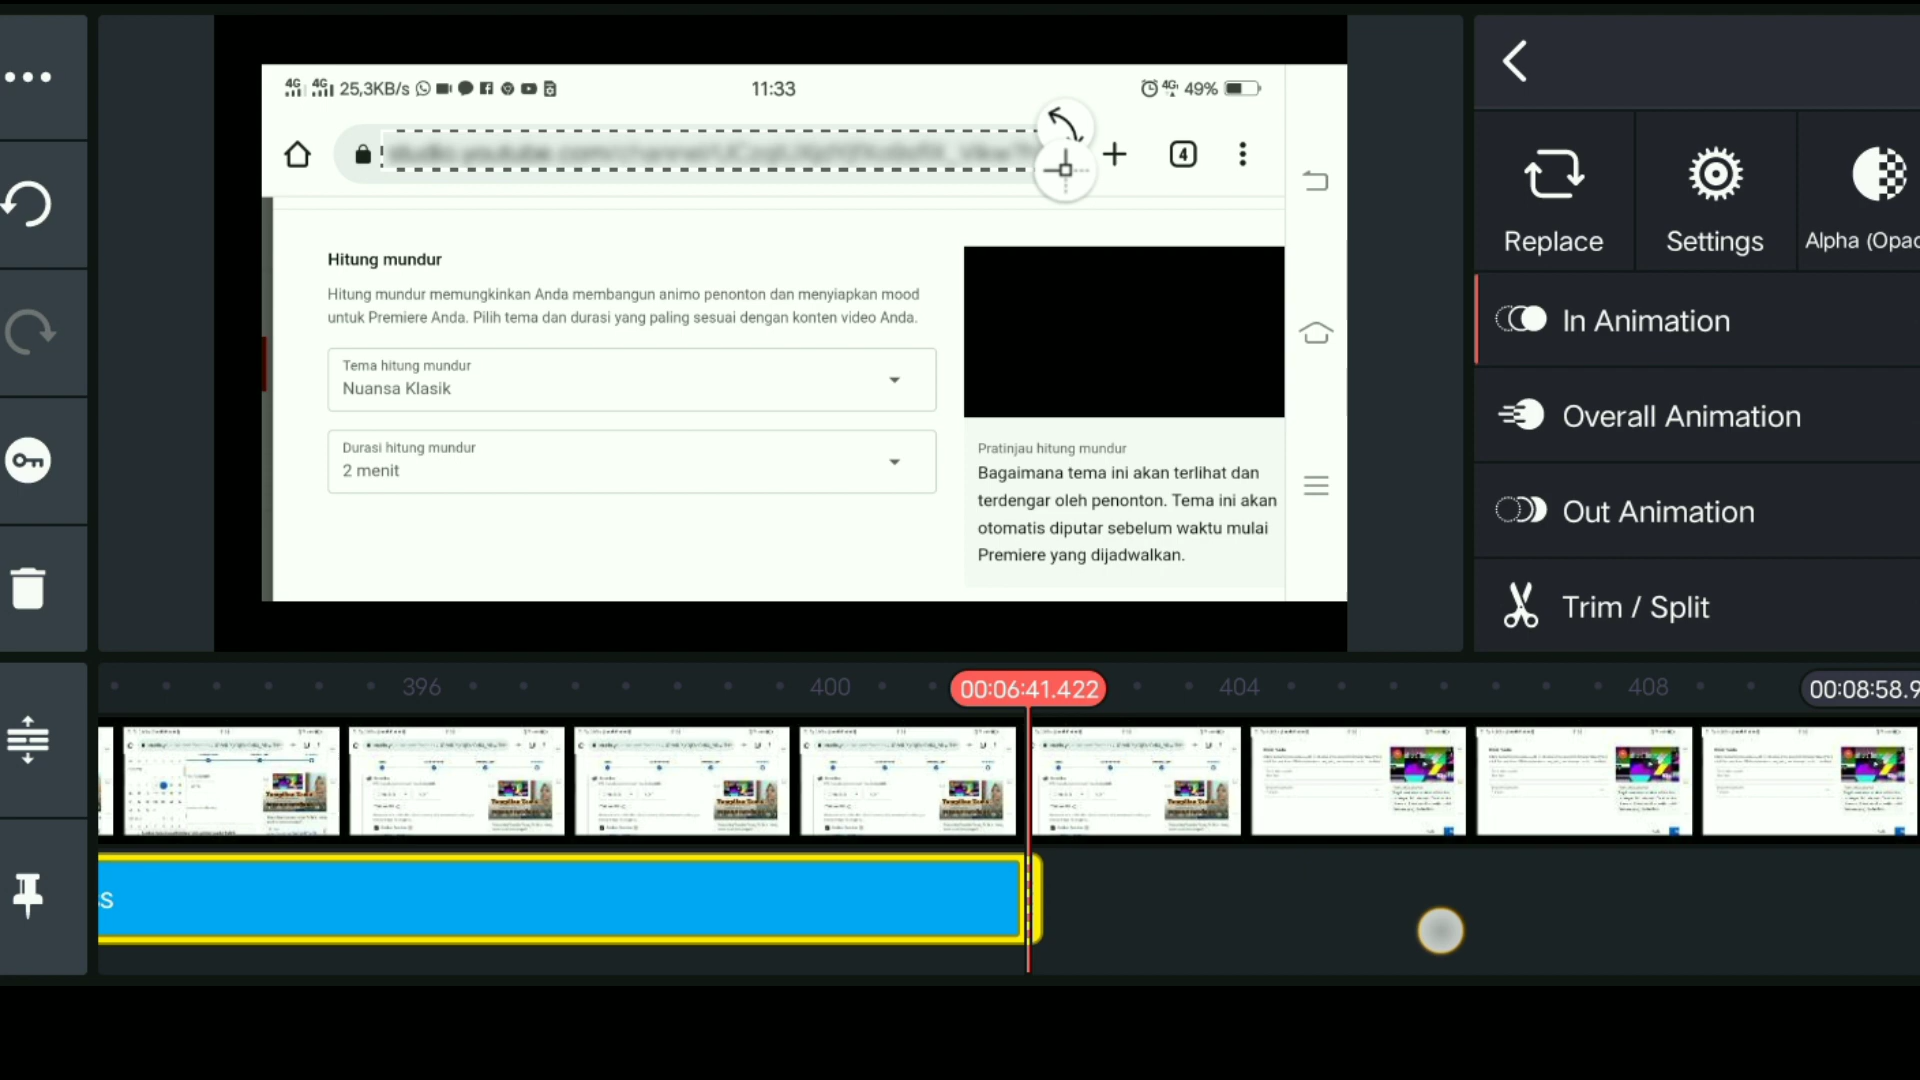 4G 4G 25,3KB/s
11:33
4G 49%
4
Hitung mundur
Hitung mundur memungkinkan Anda membangun animo penonton dan menyiapkan mood
untuk Premiere Anda. Pilih tema dan durasi yang paling sesuai dengan konten video Anda.
Tema hitung mundur
Nuansa Klasik
Durasi hitung mundur
2 menit
Pratinjau hitung mundur
Bagaimana tema ini akan terlihat dan
terdengar oleh penonton. Tema ini akan
otomatis diputar sebelum waktu mulai
Premiere yang dijadwalkan.
Replace
Settings
Alpha (Opac
In Animation
Overall Animation
Out Animation
Trim / Split
396
400
00:06:41.422
404
408
00:08:58.9
s